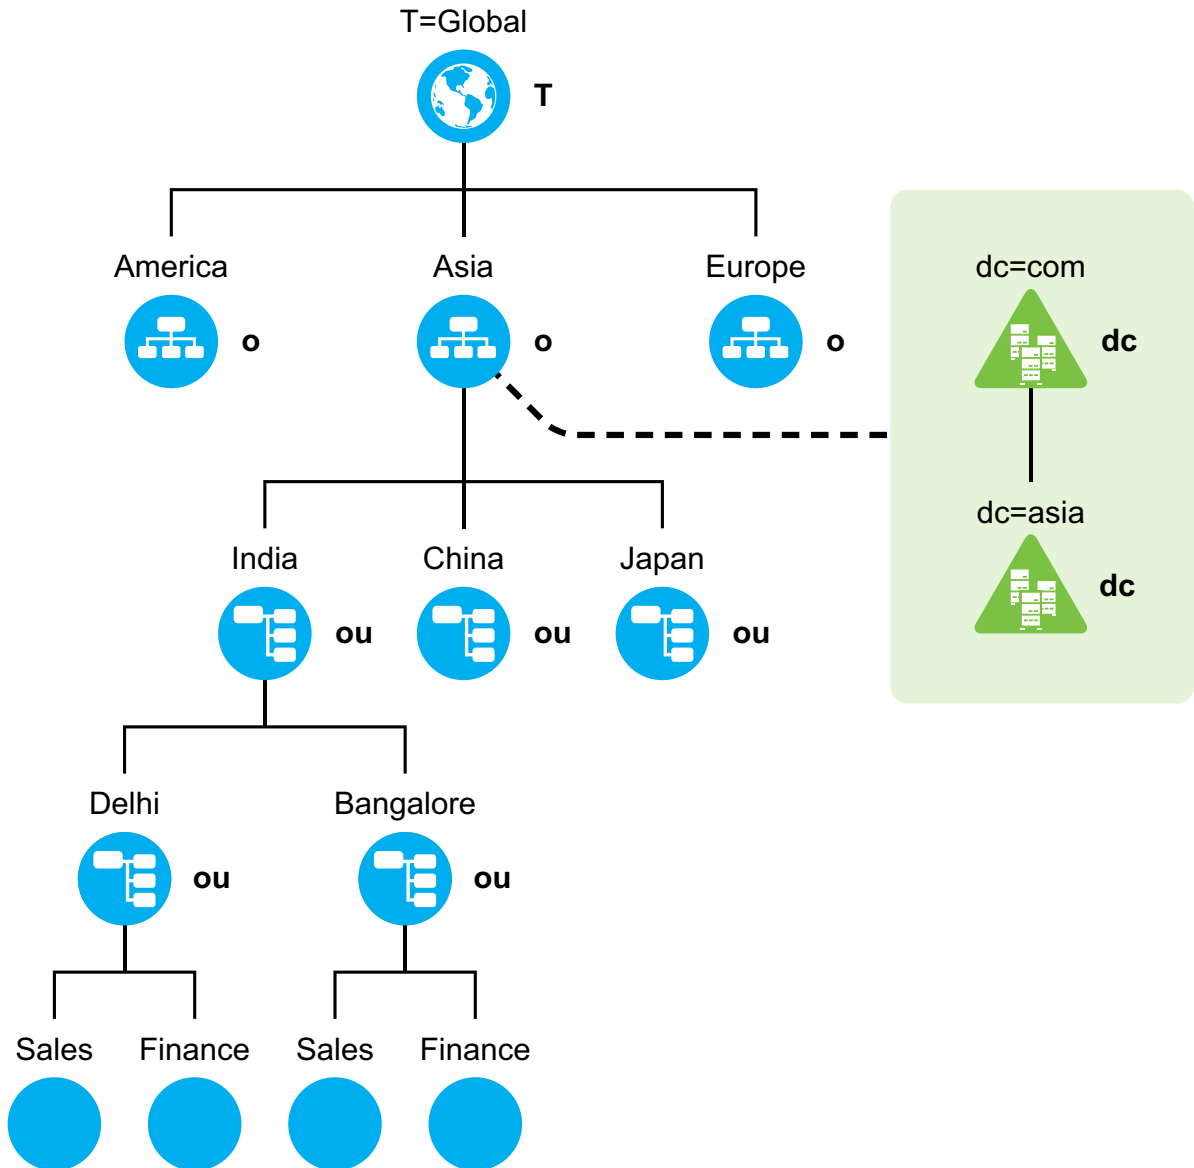 T=Global
T
America
Asia
Europe
dc=com
o
o
o
dc
dc=asia
India
China
Japan
ou
ou
ou
dc
Delhi
Bangalore
ou
ou
Sales
Finance
Sales
Finance